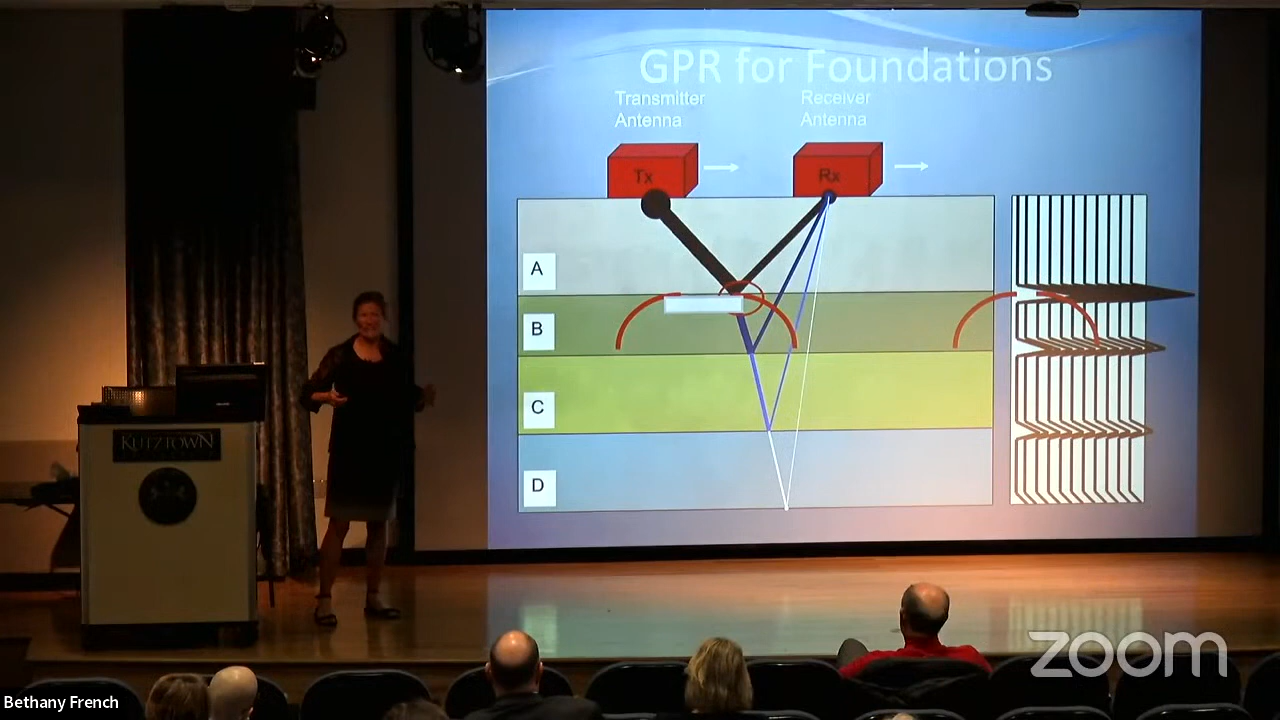 GPR for Foundations
Transmitter
Antenna
Receiver
Antenna
Tx
Rx
A
B
C
D
KUTZTOWN
zoom
Bethany French